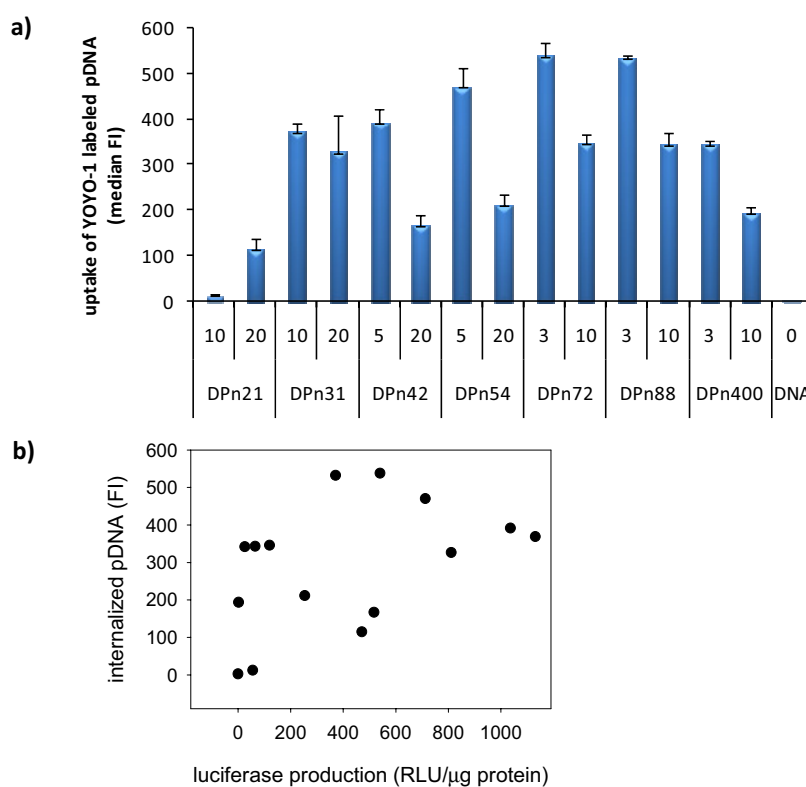 a)
uptake of YOYO-1 labeled pDNA
(median FI)
600
500
400
300
200
100
0
10 20 10 20 5 20 5 20 3 10 3 10 3 10 0
DPn21 DPn31 DPn42 DPn54 DPn72 DPn88 DPn400 DNA
b)
internalized pDNA (FI)
600
500
400
300
200
100
0
0 200 400 600 800 1000
luciferase production (RLU/μg protein)